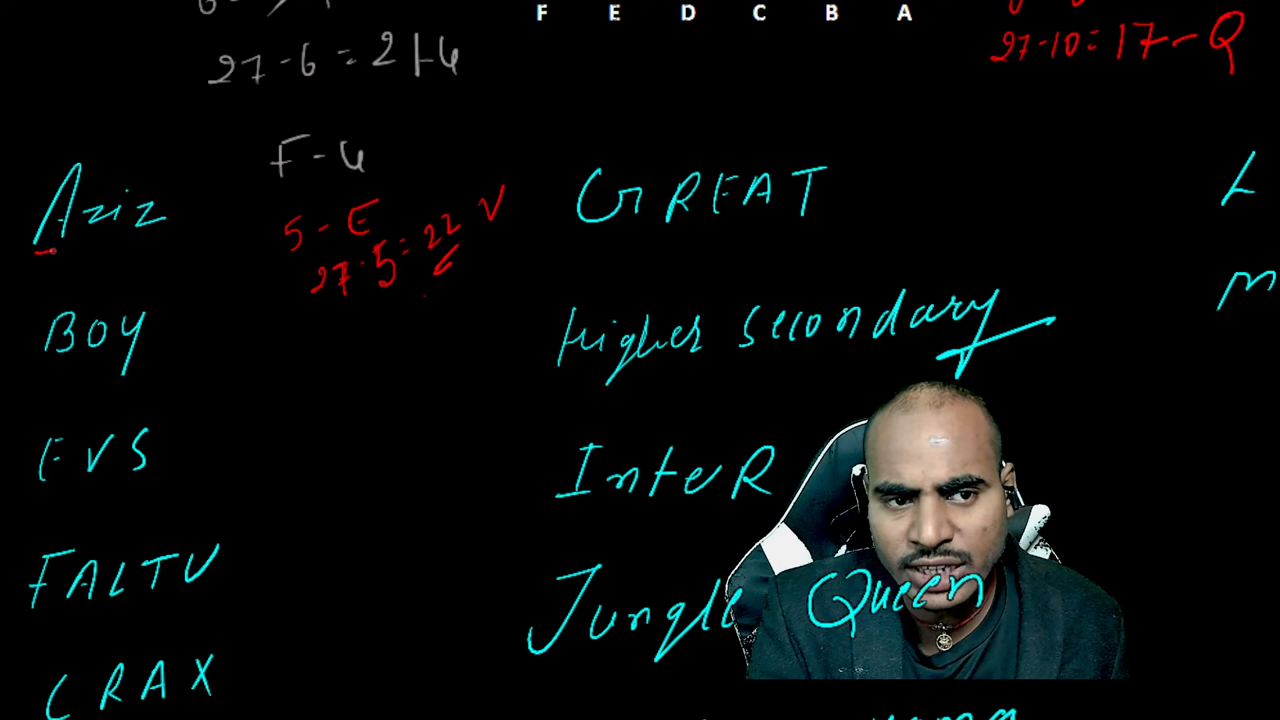 F E D C B A
27-6=21-U
27-10=17-Q
F-U
Aziz
5-E
27-5=22 V
GREAT
L
BOY
Higher secondary
M
EVS
InteR
FALTU
Jungle Queen
CRAX